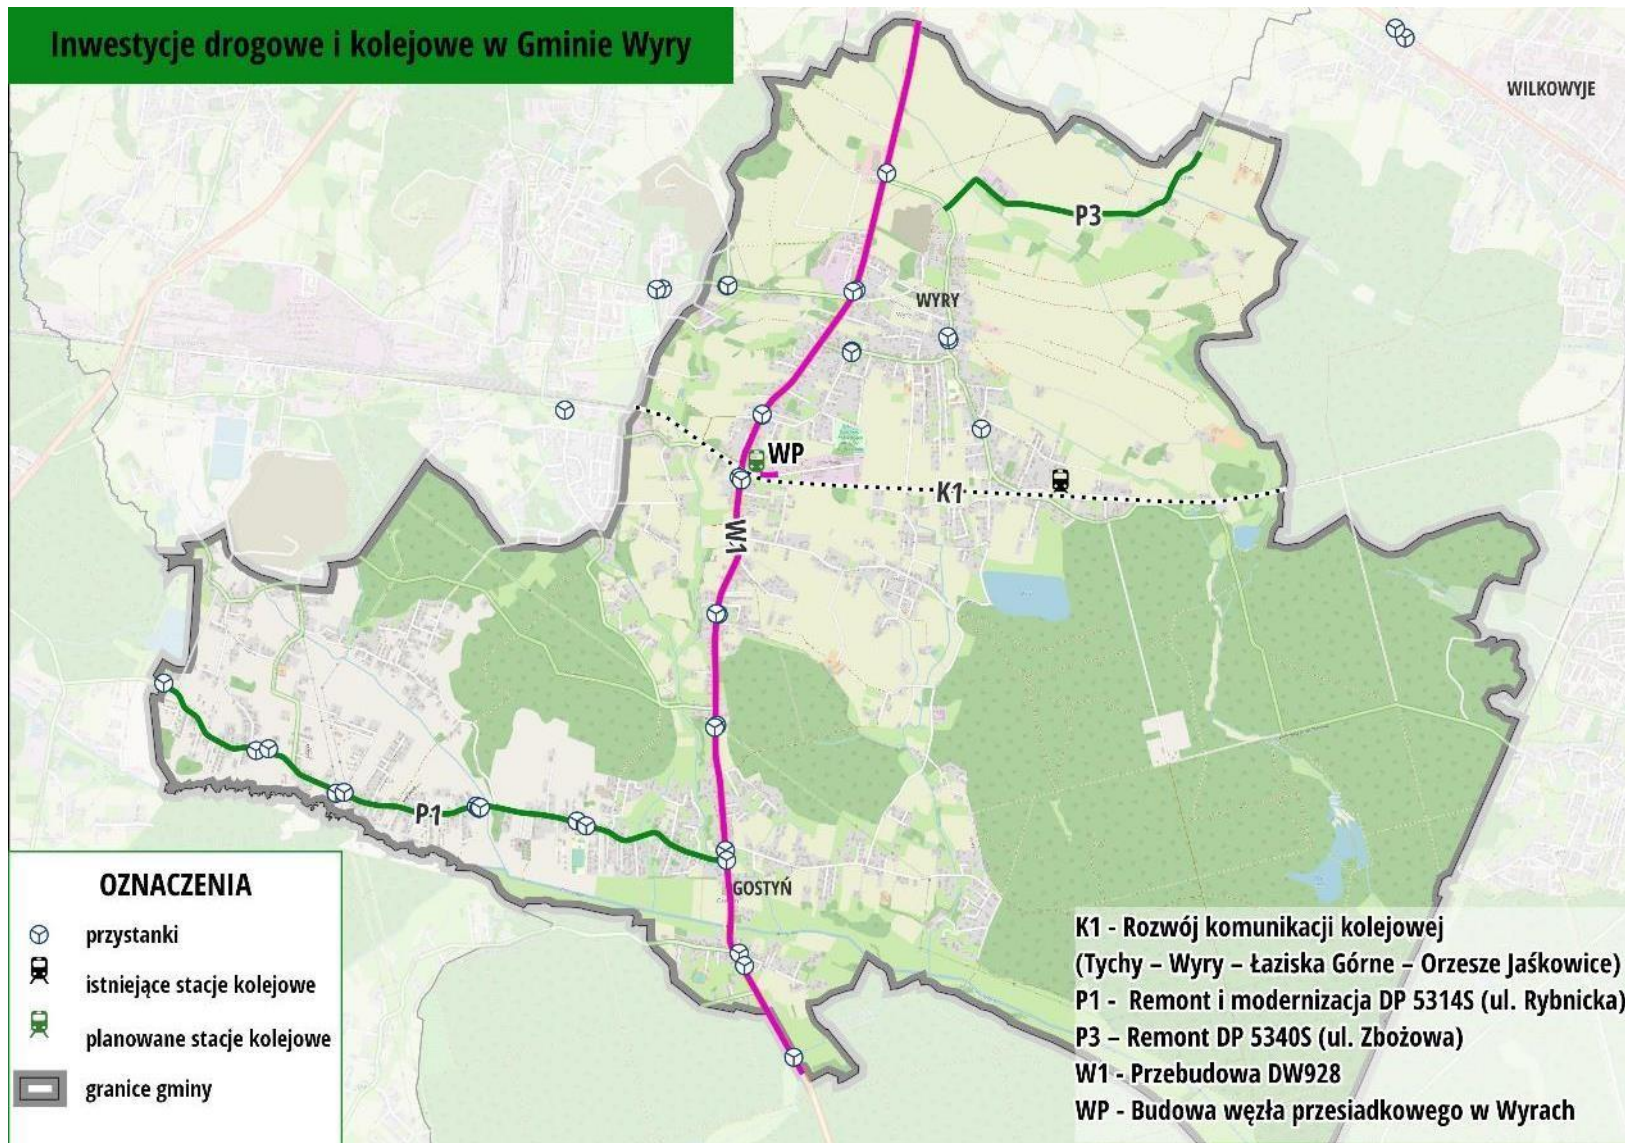 Inwestycje drogowe i kolejowe w Gminie Wyry
WILKOWYJE
P3
WYRY
WP
K1
W1
P1
GOSTYŃ
OZNACZENIA
przystanki
istniejące stacje kolejowe
planowane stacje kolejowe
granice gminy
K1 - Rozwój komunikacji kolejowej
(Tychy – Wyry – Łaziska Górne – Orzesze Jaśkowice)
P1 - Remont i modernizacja DP 5314S (ul. Rybnicka)
P3 – Remont DP 5340S (ul. Zbożowa)
W1 - Przebudowa DW928
WP - Budowa węzła przesiadkowego w Wyrach